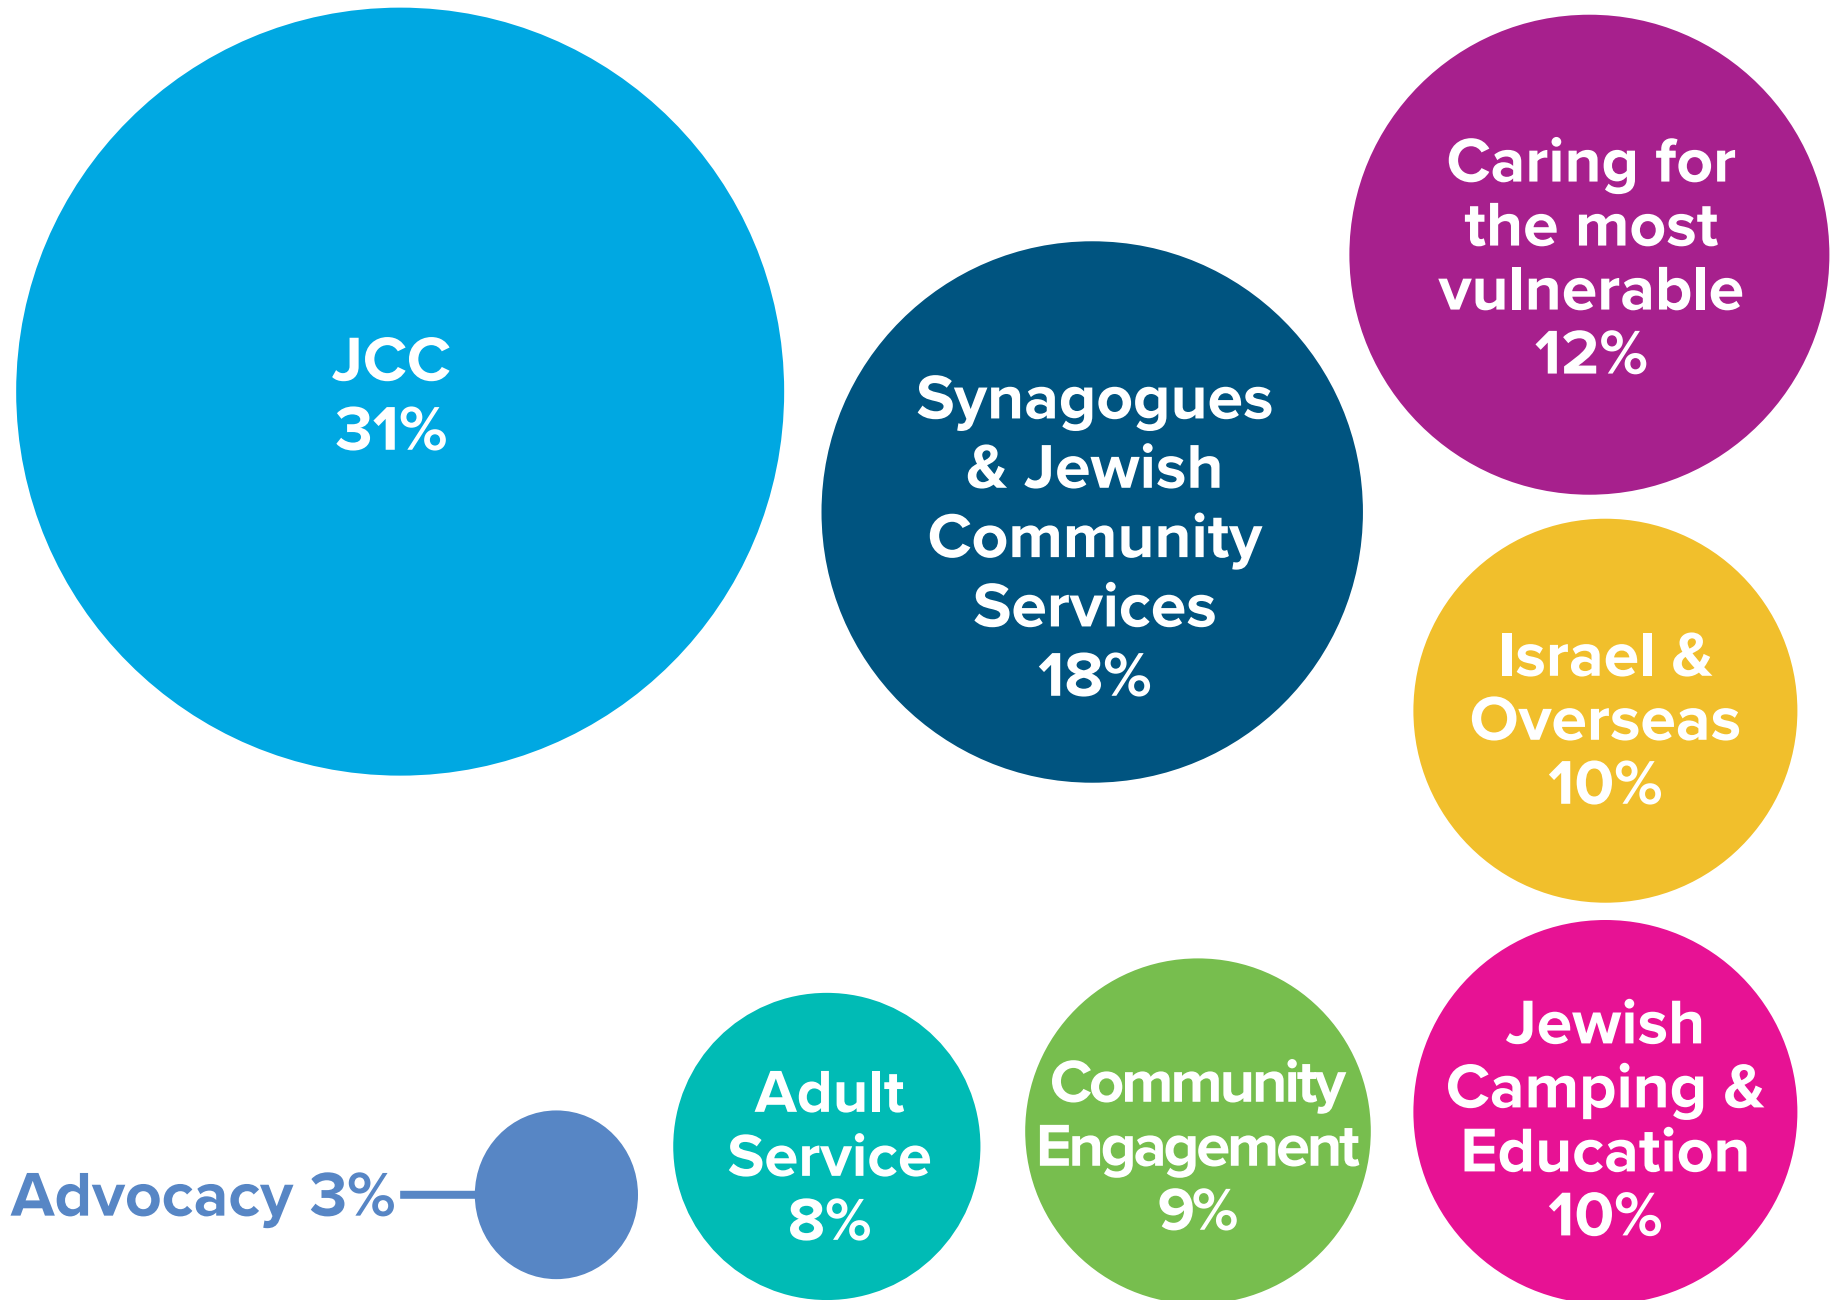 JCC
31%
Synagogues
& Jewish
Community
Services
18%
Caring for
the most
vulnerable
12%
Israel &
Overseas
10%
Advocacy 3%
Adult
Service
8%
Community
Engagement
9%
Jewish
Camping &
Education
10%